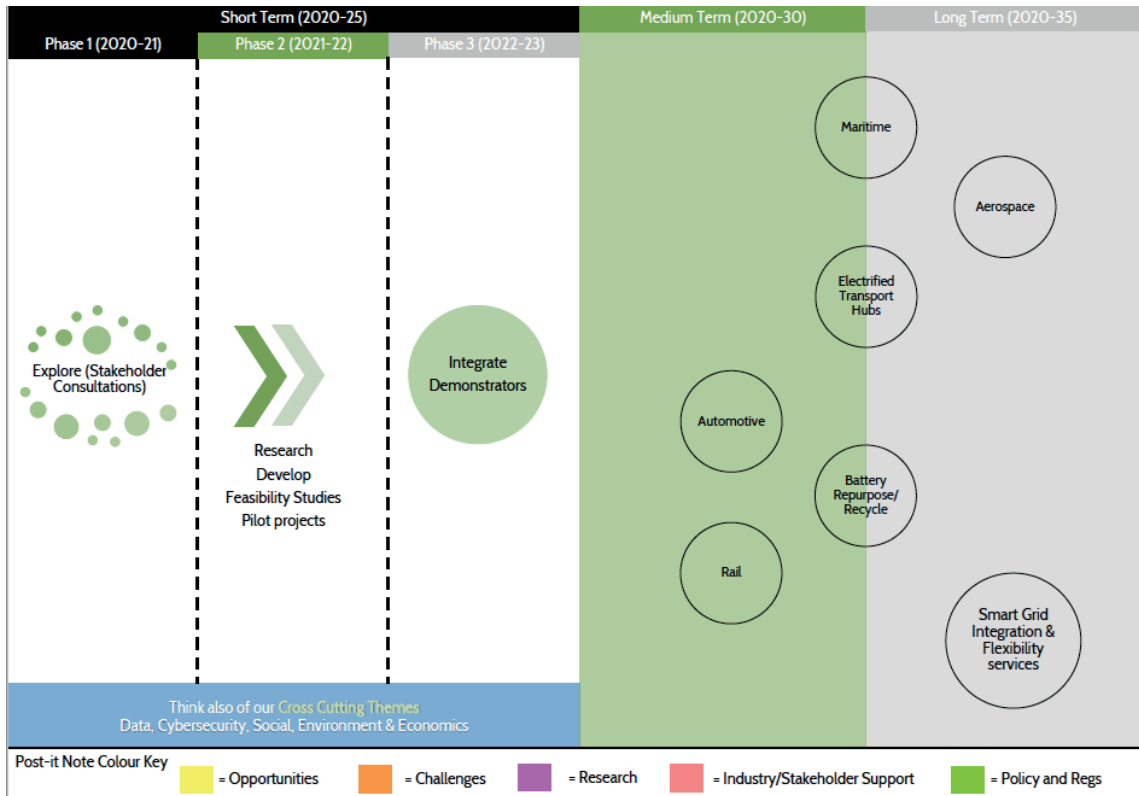 Short Term (2020-25)
Medium Term (2020-30)
Long Term (2020-35)
Phase 1 (2020-21)
Phase 2 (2021-22)
Phase 3 (2022-23)
Maritime
Aerospace
Electrified
Transport
Hubs
Explore (Stakeholder
Consultations)
Integrate
Demonstrators
Automotive
Research
Develop
Feasibility Studies
Pilot projects
Battery
Repurpose/
Recycle
Rail
Smart Grid
Integration &
Flexibility
services
Think also of our Cross Cutting Themes
Data, Cybersecurity, Social, Environment & Economics
Post-it Note Colour Key
= Opportunities
= Challenges
= Research
= Industry/Stakeholder Support
= Policy and Regs